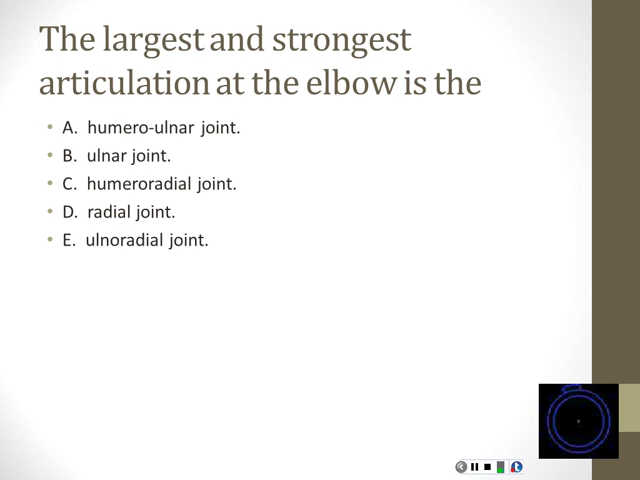 The largest and strongest
articulation at the elbow is the
• A. humero-ulnar joint.
• B. ulnar joint.
• C. humeroradial joint.
• D. radial joint.
• E. ulnoradial joint.